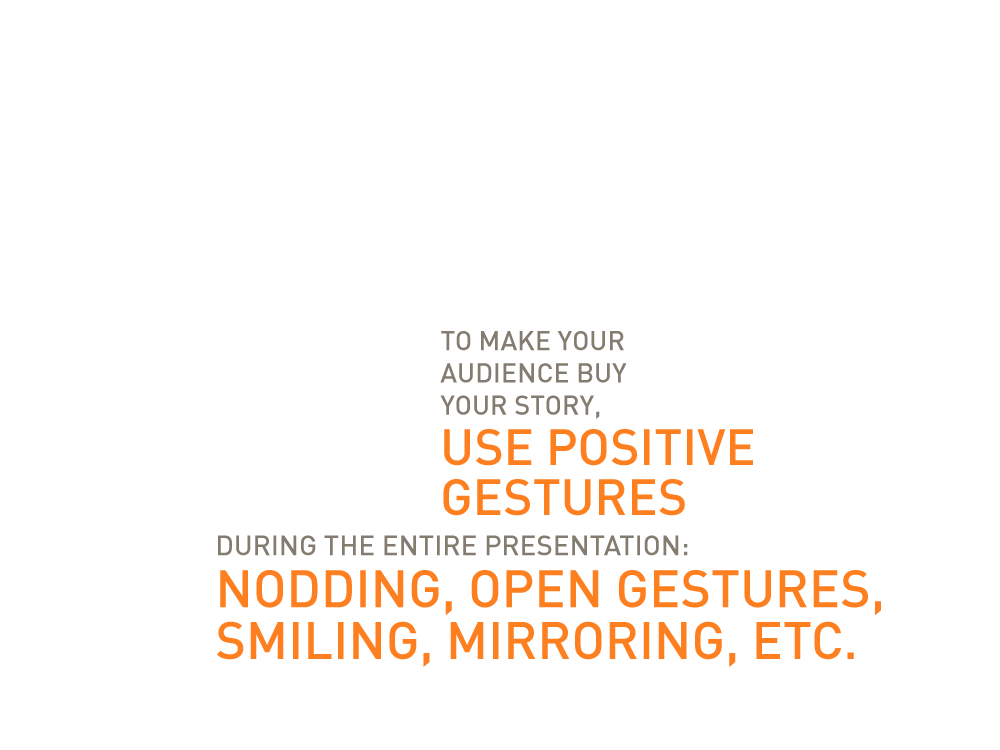 TO MAKE YOUR
AUDIENCE BUY
YOUR STORY,
USE POSITIVE
GESTURES
DURING THE ENTIRE PRESENTATION:
NODDING, OPEN GESTURES,
SMILING, MIRRORING, ETC.